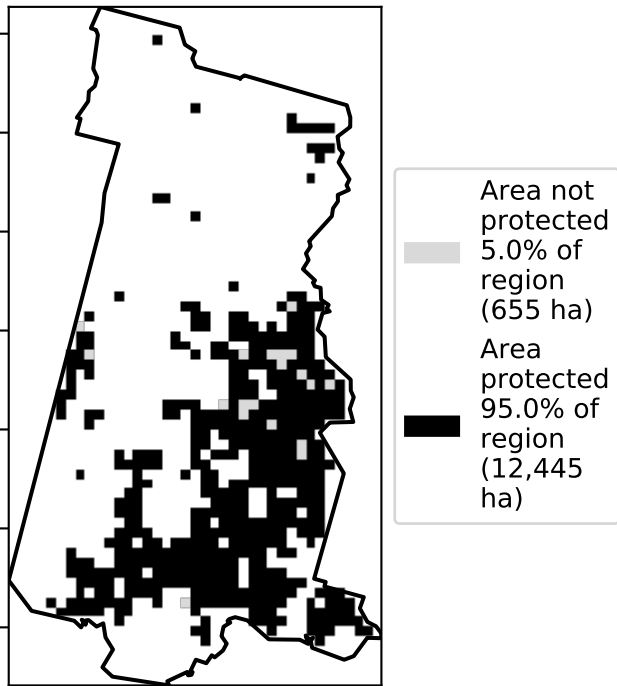 Area not
protected
5.0% of
region
(655 ha)
Area
protected
95.0% of
region
(12,445
ha)